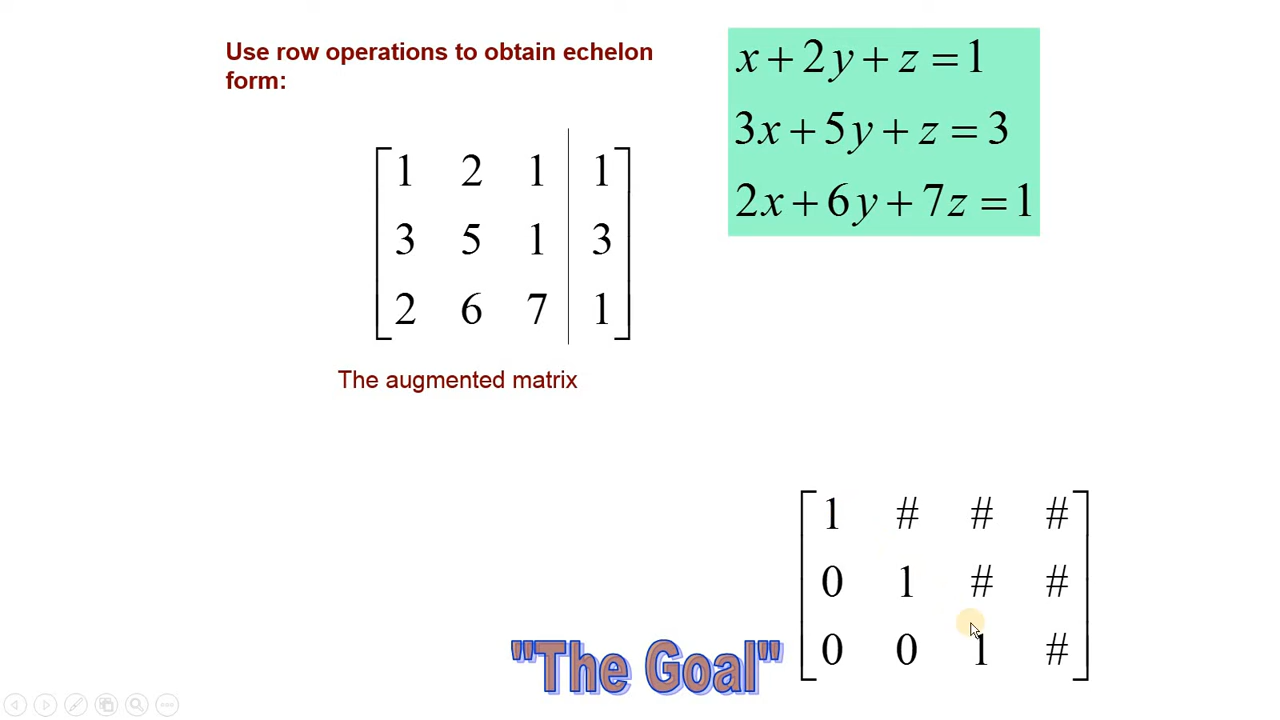 Use row operations to obtain echelon
form:
x + 2y + z = 1
3x + 5y + z = 3
2x + 6y + 7z = 1
1 2 1 | 1
3 5 1 | 3
2 6 7 | 1
The augmented matrix
1 # # #
0 1 # #
0 0 1 #
"The Goal"